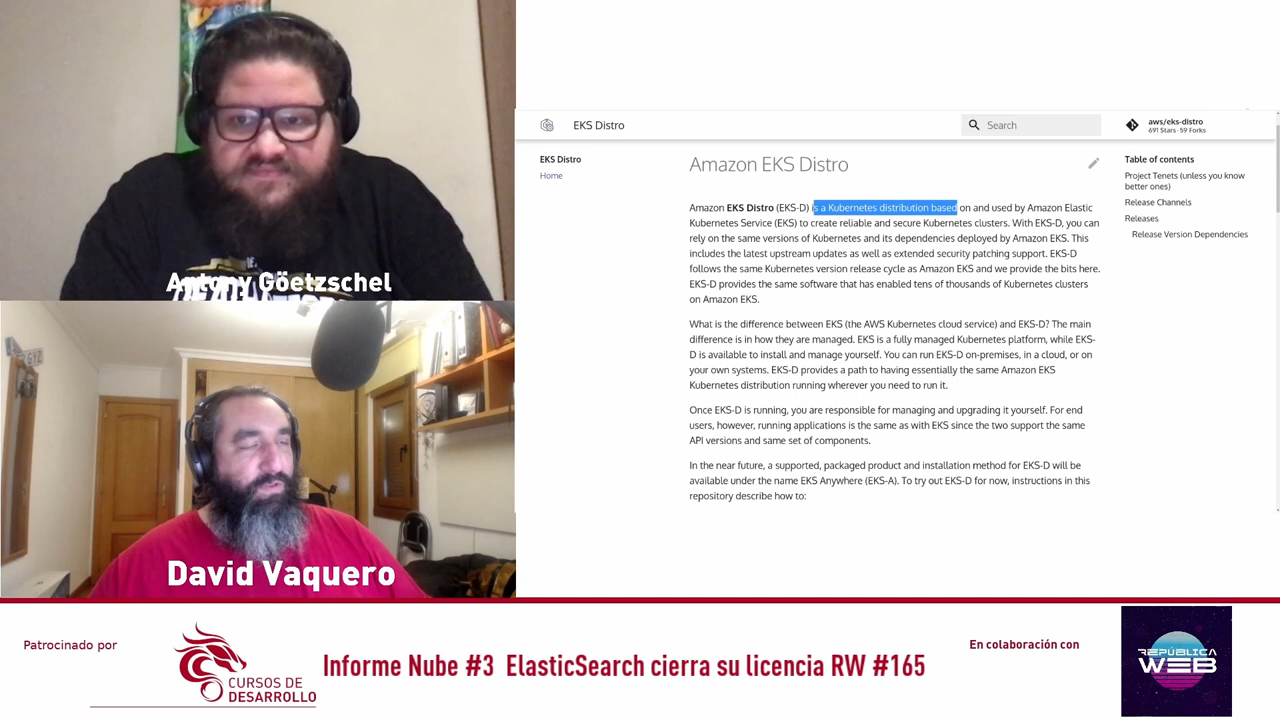 Antony Göetzschel
David Vaquero
EKS Distro
Search
aws/eks-distro
691 Stars · 59 Forks
EKS Distro
Home
Amazon EKS Distro
Amazon EKS Distro (EKS-D) is a Kubernetes distribution based on and used by Amazon Elastic
Kubernetes Service (EKS) to create reliable and secure Kubernetes clusters. With EKS-D, you can
rely on the same versions of Kubernetes and its dependencies deployed by Amazon EKS. This
includes the latest upstream updates as well as extended security patching support. EKS-D
follows the same Kubernetes version release cycle as Amazon EKS and we provide the bits here.
EKS-D provides the same software that has enabled tens of thousands of Kubernetes clusters
on Amazon EKS.
What is the difference between EKS (the AWS Kubernetes cloud service) and EKS-D? The main
difference is in how they are managed. EKS is a fully managed Kubernetes platform, while EKS-
D is available to install and manage yourself. You can run EKS-D on-premises, in a cloud, or on
your own systems. EKS-D provides a path to having essentially the same Amazon EKS
Kubernetes distribution running wherever you need to run it.
Once EKS-D is running, you are responsible for managing and upgrading it yourself. For end
users, however, running applications is the same as with EKS since the two support the same
API versions and same set of components.
In the near future, a supported, packaged product and installation method for EKS-D will be
available under the name EKS Anywhere (EKS-A). To try out EKS-D for now, instructions in this
repository describe how to:
Table of contents
Project Tenets (unless you know
better ones)
Release Channels
Releases
Release Version Dependencies
Patrocinado por
CURSOS DE
DESARROLLO
Informe Nube #3 ElasticSearch cierra su licencia RW #165
En colaboración con
REPÚBLICA
WEB